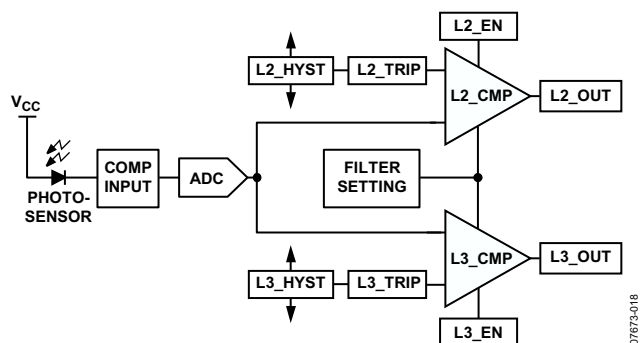 L2_EN
L2_HYST
L2_TRIP
L2_CMP
L2_OUT
VCC
PHOTO-
SENSOR
COMP
INPUT
ADC
FILTER
SETTING
L3_CMP
L3_OUT
L3_HYST
L3_TRIP
L3_EN
07673-018